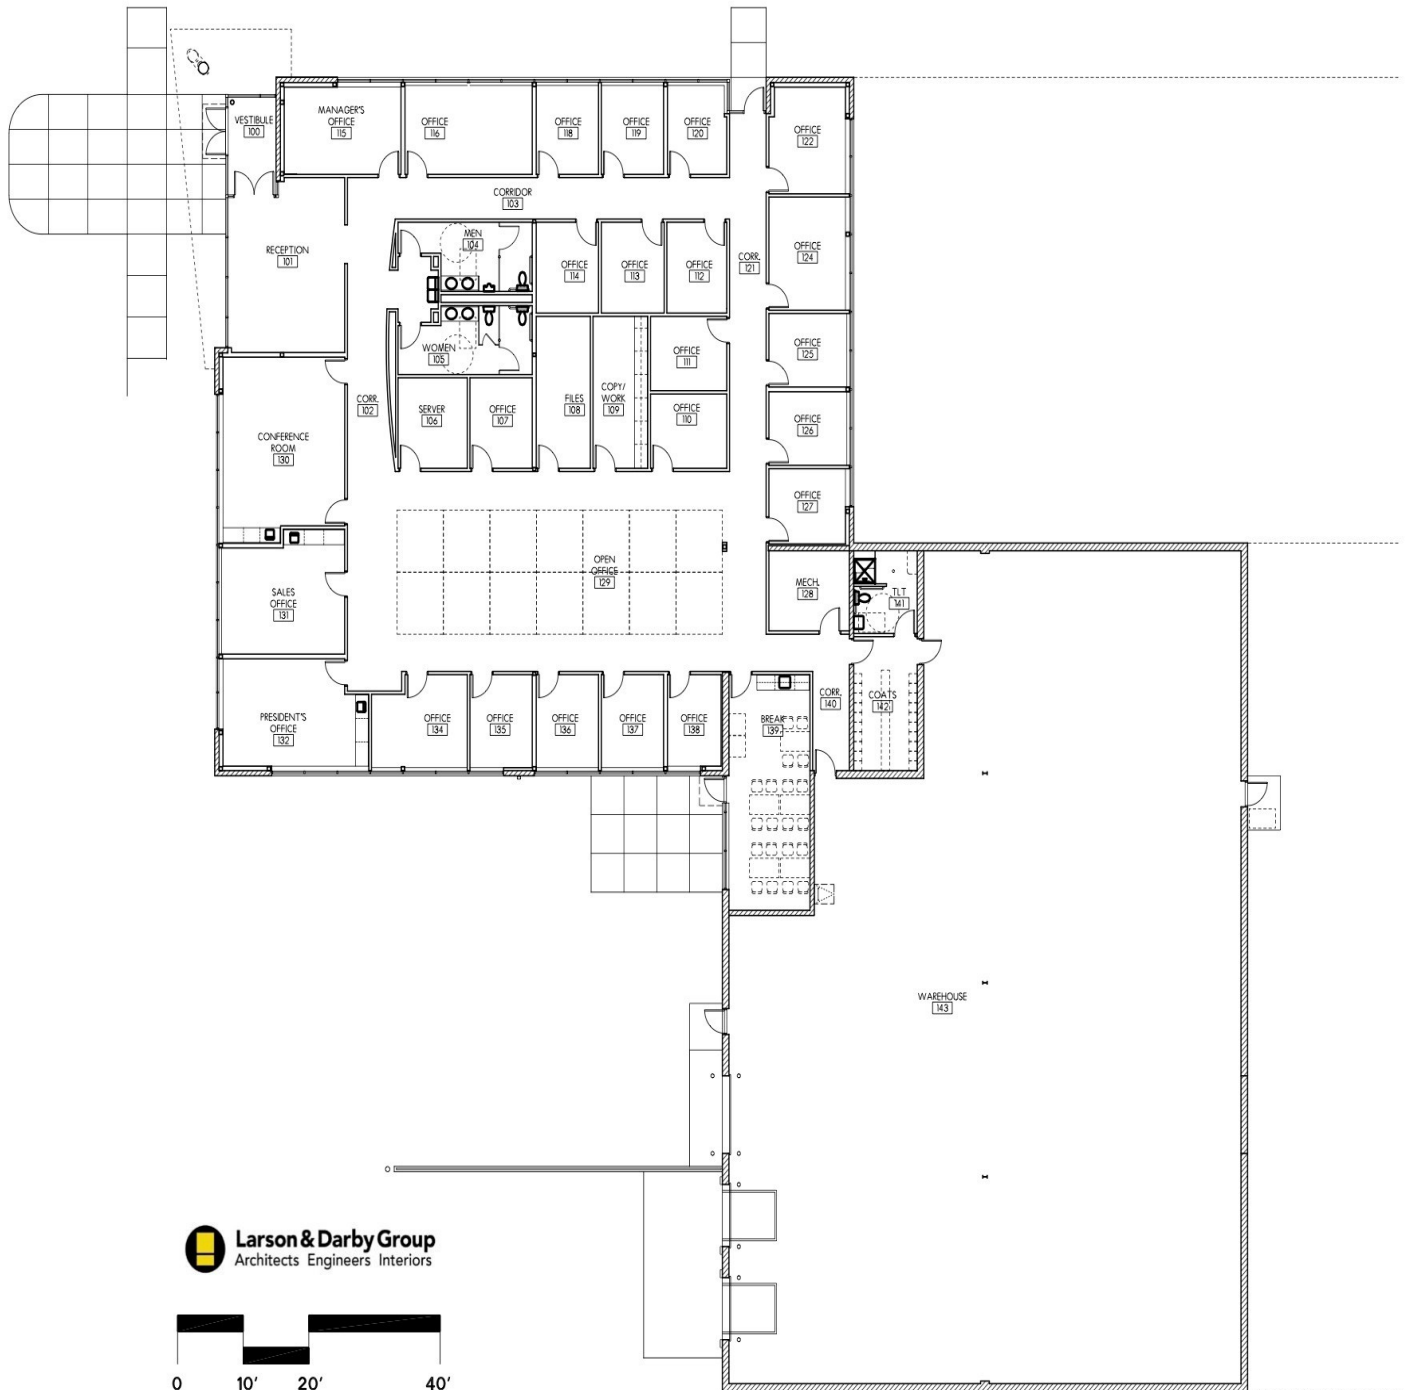 VESTIBULE
100
MANAGER'S
OFFICE
115
OFFICE
116
OFFICE
118
OFFICE
119
OFFICE
120
OFFICE
122
CORRIDOR
103
RECEPTION
101
MEN
104
OFFICE
114
OFFICE
113
OFFICE
112
CORR.
121
OFFICE
124
WOMEN
105
OFFICE
111
OFFICE
125
CORR.
102
SERVER
106
OFFICE
107
FILES
108
COPY/
WORK
109
OFFICE
110
OFFICE
126
CONFERENCE
ROOM
130
OFFICE
127
OPEN
OFFICE
129
SALES
OFFICE
131
MECH.
128
TLT
141
PRESIDENT'S
OFFICE
132
OFFICE
134
OFFICE
135
OFFICE
136
OFFICE
137
OFFICE
138
BREAK
139
CORR.
140
COATS
142
WAREHOUSE
143
Larson & Darby Group
Architects Engineers Interiors
0 10' 20' 40'